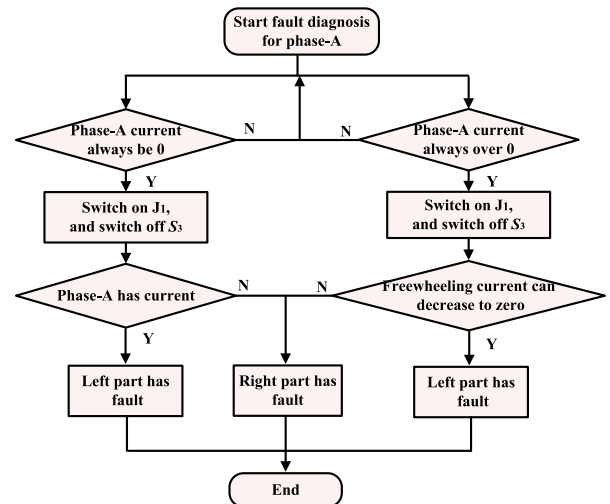 Start fault diagnosis
for phase-A
Phase-A current
always be 0
N
N
Phase-A current
always over 0
Y
Y
Switch on J1,
and switch off S3
Switch on J1,
and switch off S3
Phase-A has current
N
N
Freewheeling current can
decrease to zero
Y
Y
Left part has
fault
Right part has
fault
Left part has
fault
End